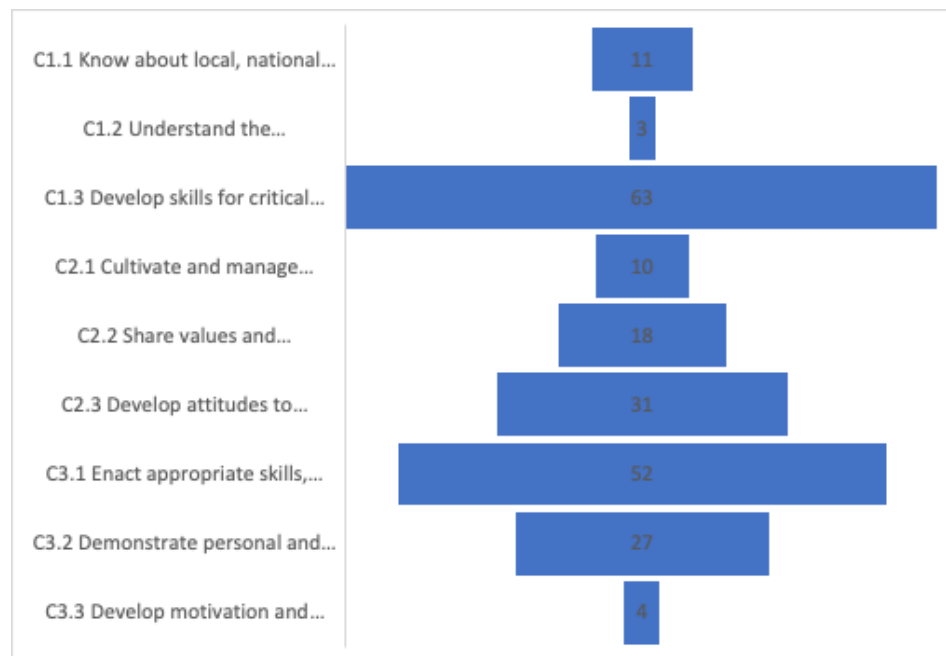 C1.1 Know about local, national…
11
C1.2 Understand the…
3
C1.3 Develop skills for critical…
63
C2.1 Cultivate and manage…
10
C2.2 Share values and…
18
C2.3 Develop attitudes to…
31
C3.1 Enact appropriate skills,…
52
C3.2 Demonstrate personal and…
27
C3.3 Develop motivation and…
4